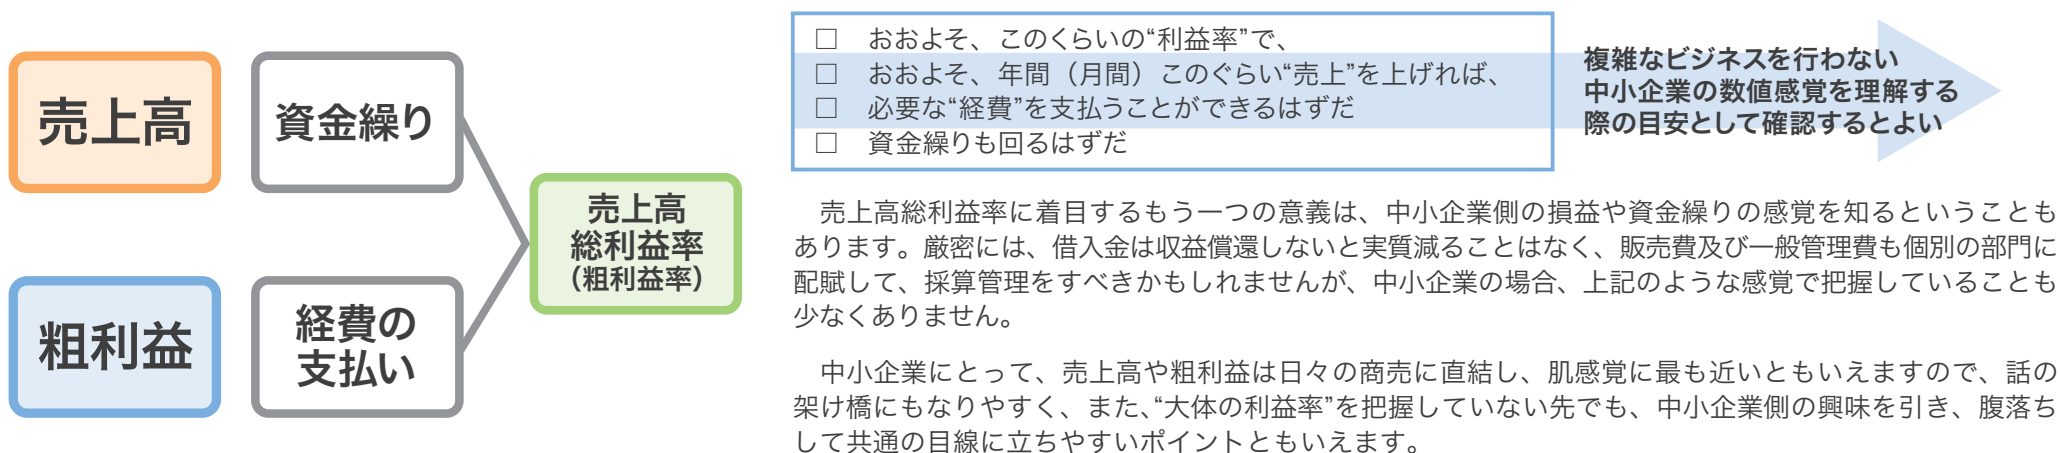 売上高
資金繰り
粗利益
経費の
支払い
売上高
総利益率
（粗利益率）
□ おおよそ、このくらいの“利益率”で、
□ おおよそ、年間（月間）このぐらい“売上”を上げれば、
□ 必要な“経費”を支払うことができるはずだ
□ 資金繰りも回るはずだ
複雑なビジネスを行わない
中小企業の数値感覚を理解する
際の目安として確認するとよい
売上高総利益率に着目するもう一つの意義は、中小企業側の損益や資金繰りの感覚を知るということも
あります。厳密には、借入金は収益償還しないと実質減ることはなく、販売費及び一般管理費も個別の部門に
配賦して、採算管理をすべきかもしれませんが、中小企業の場合、上記のような感覚で把握していることも
少なくありません。
中小企業にとって、売上高や粗利益は日々の商売に直結し、肌感覚に最も近いともいえますので、話の
架け橋にもなりやすく、また、“大体の利益率”を把握していない先でも、中小企業側の興味を引き、腹落ち
して共通の目線に立ちやすいポイントともいえます。